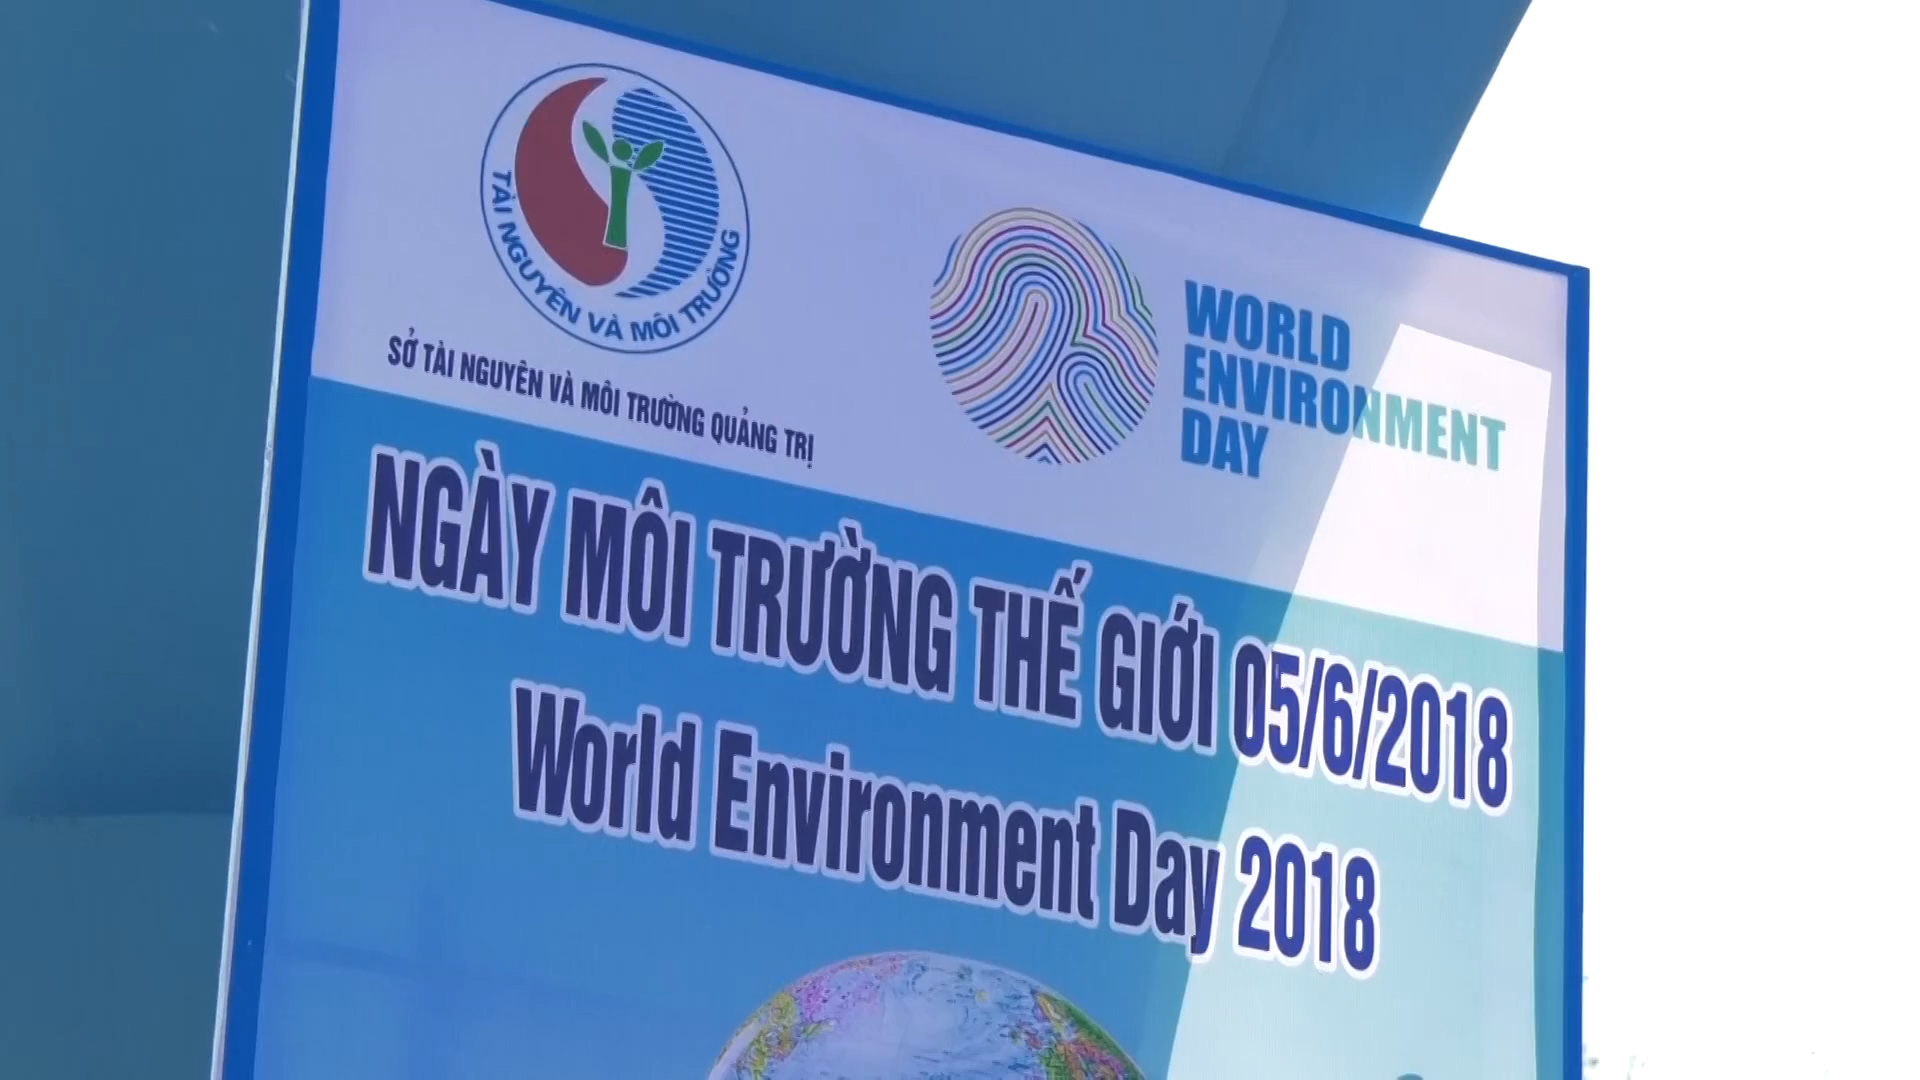 TÀI NGUYÊN VÀ MÔI TRƯỜNG
SỞ TÀI NGUYÊN VÀ MÔI TRƯỜNG QUẢNG TRỊ
WORLD
ENVIRONMENT
DAY
NGÀY MÔI TRƯỜNG THẾ GIỚI 05/6/2018
World Environment Day 2018